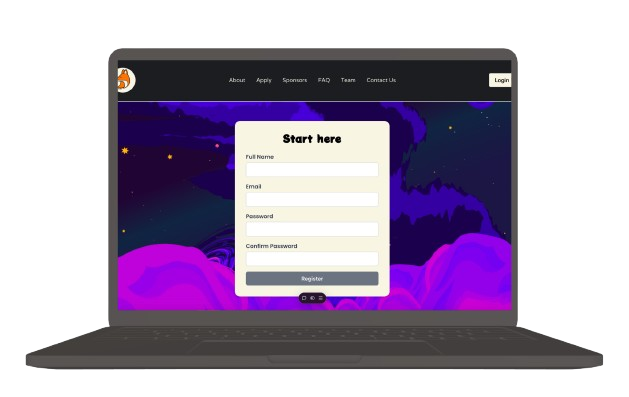 About Apply Sponsors FAQ Team Contact Us Login
Start here
Full Name
Email
Password
Confirm Password
Register